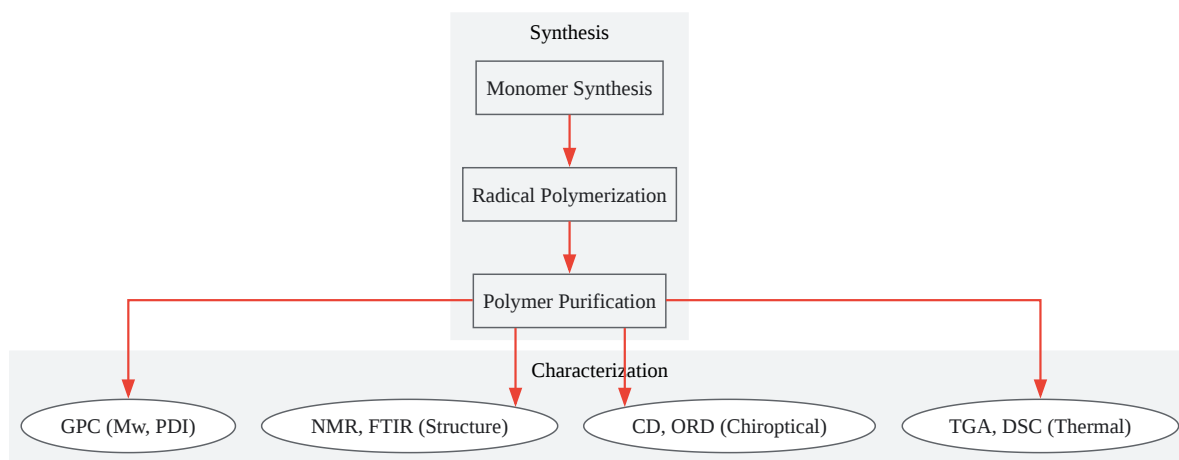 Synthesis
Monomer Synthesis
Radical Polymerization
Polymer Purification
Characterization
GPC (Mw, PDI)
NMR, FTIR (Structure)
CD, ORD (Chiroptical)
TGA, DSC (Thermal)